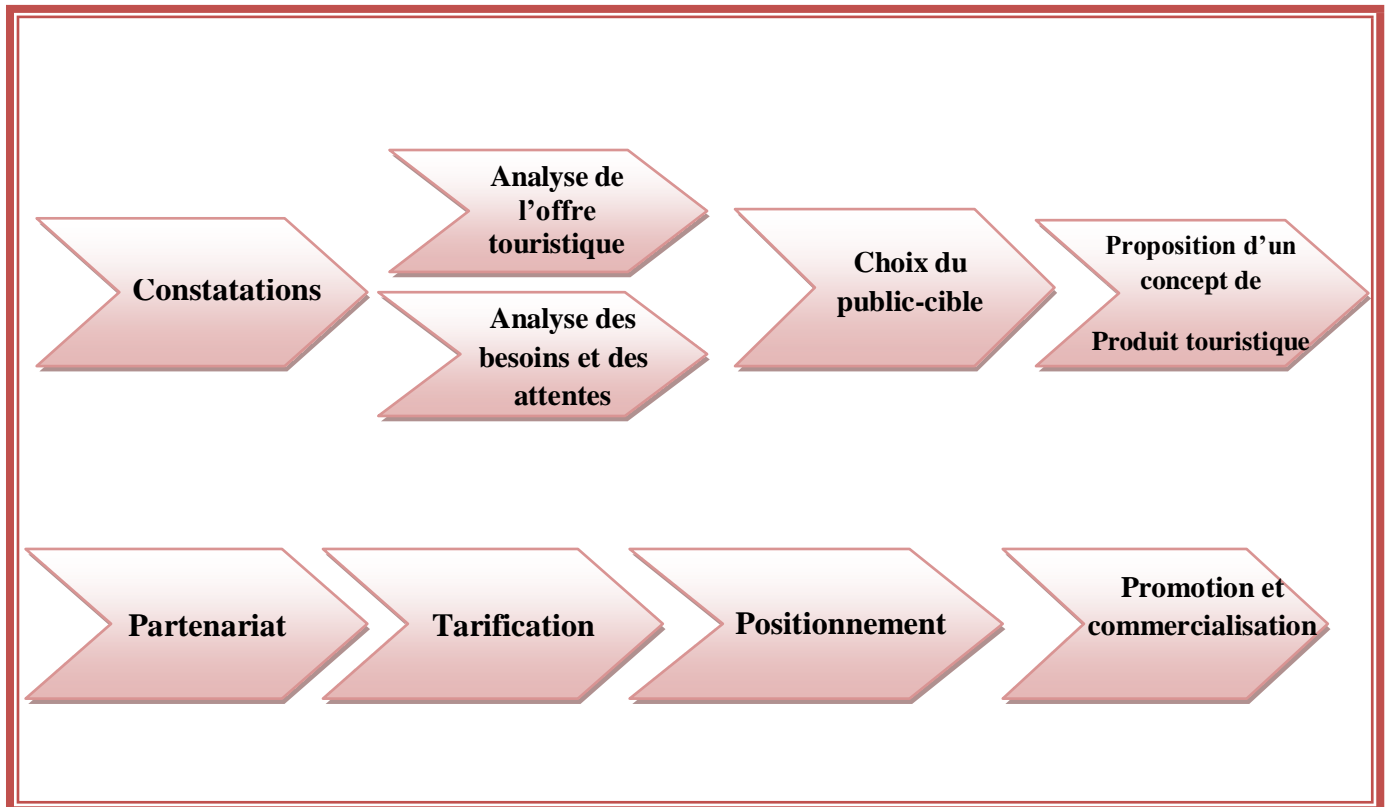 Constatations
Analyse de
l'offre
touristique
Analyse des
besoins et des
attentes
Choix du
public-cible
Proposition d'un
concept de
Produit touristique
Partenariat
Tarification
Positionnement
Promotion et
commercialisation